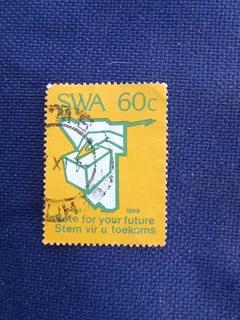 SWA 60c
X
1989
Vote for your future
Stem vir u toekoms